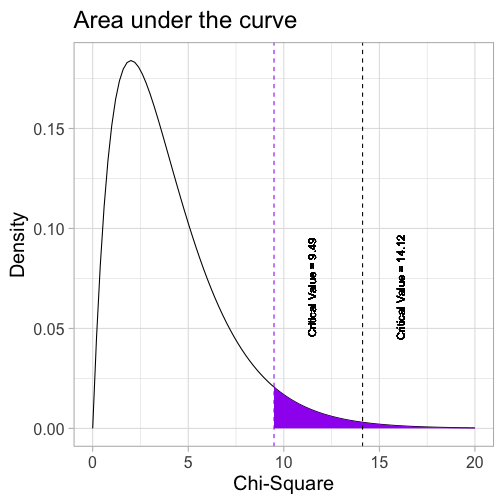 Area under the curve
Density
0.15
0.10
0.05
0.00
Critical Value = 9.49
Critical Value = 14.12
0
5
10
15
20
Chi-Square